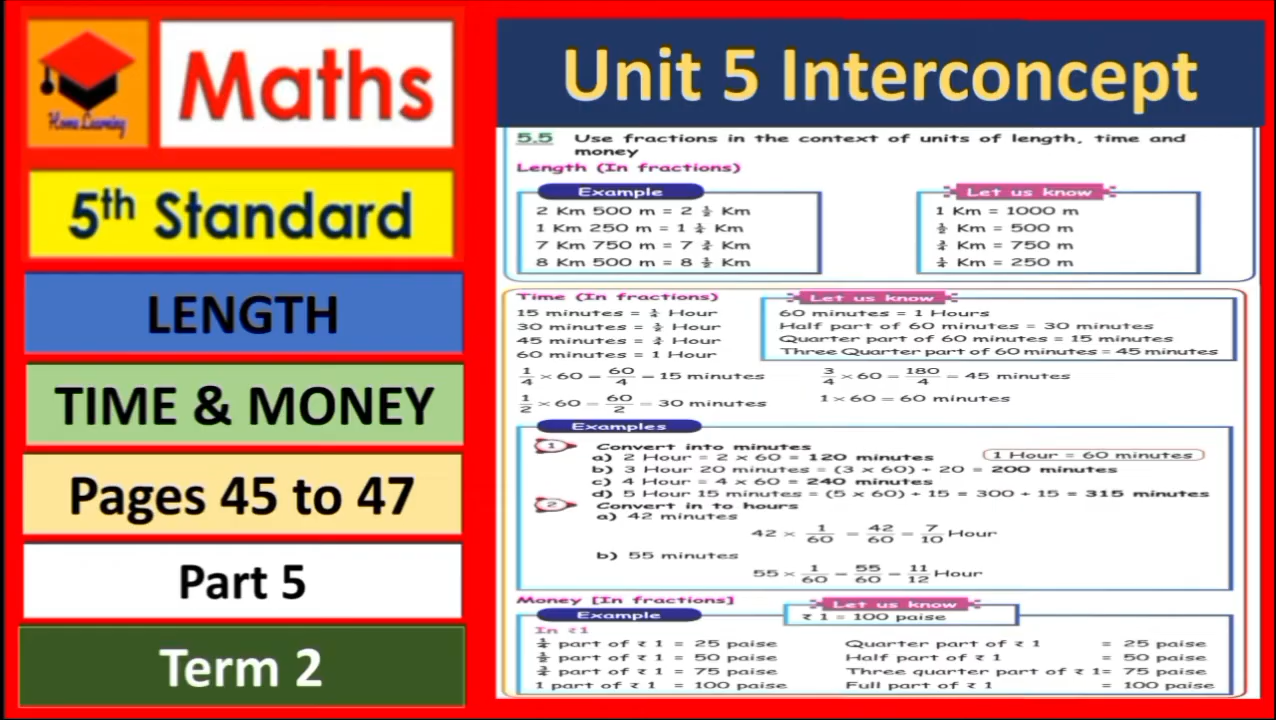 Home Learning
Maths
5th Standard
LENGTH
TIME & MONEY
Pages 45 to 47
Part 5
Term 2
Unit 5 Interconcept
5.5 Use fractions in the context of units of length, time and
money
Length (In fractions)
Example
2 Km 500 m = 2 ½ Km
1 Km 250 m = 1 ¼ Km
7 Km 750 m = 7 ¾ Km
8 Km 500 m = 8 ½ Km
Let us know
1 Km = 1000 m
½ Km = 500 m
¾ Km = 750 m
¼ Km = 250 m
Time (In fractions)
15 minutes = ¼ Hour
30 minutes = ½ Hour
45 minutes = ¾ Hour
60 minutes = 1 Hour
Let us know
60 minutes = 1 Hours
Half part of 60 minutes = 30 minutes
Quarter part of 60 minutes = 15 minutes
Three Quarter part of 60 minutes = 45 minutes
1/4 × 60 = 60/4 = 15 minutes
3/4 × 60 = 180/4 = 45 minutes
1/2 × 60 = 60/2 = 30 minutes
1 × 60 = 60 minutes
Examples
1 Convert into minutes
1 Hour = 60 minutes
a) 2 Hour = 2 x 60 = 120 minutes
b) 3 Hour 20 minutes = (3 x 60) + 20 = 200 minutes
c) 4 Hour = 4 x 60 = 240 minutes
d) 5 Hour 15 minutes = (5 x 60) + 15 = 300 + 15 = 315 minutes
2 Convert in to hours
a) 42 minutes
42 × 1/60 = 42/60 = 7/10 Hour
b) 55 minutes
55 × 1/60 = 55/60 = 11/12 Hour
Money [In fractions]
Example
Let us know
₹ 1 = 100 paise
In ₹1
¼ part of ₹ 1 = 25 paise
½ part of ₹ 1 = 50 paise
¾ part of ₹ 1 = 75 paise
1 part of ₹ 1 = 100 paise
Quarter part of ₹ 1 = 25 paise
Half part of ₹ 1 = 50 paise
Three quarter part of ₹ 1= 75 paise
Full part of ₹ 1 = 100 paise